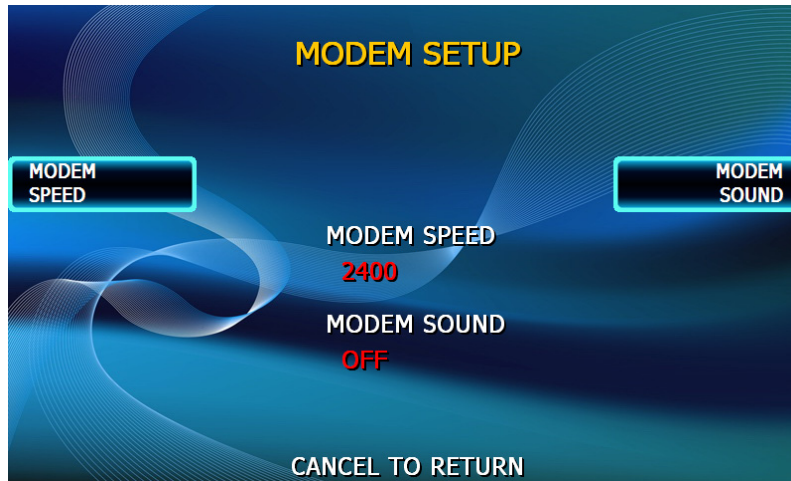 MODEM SETUP
MODEM
SPEED
MODEM
SOUND
MODEM SPEED
2400
MODEM SOUND
OFF
CANCEL TO RETURN